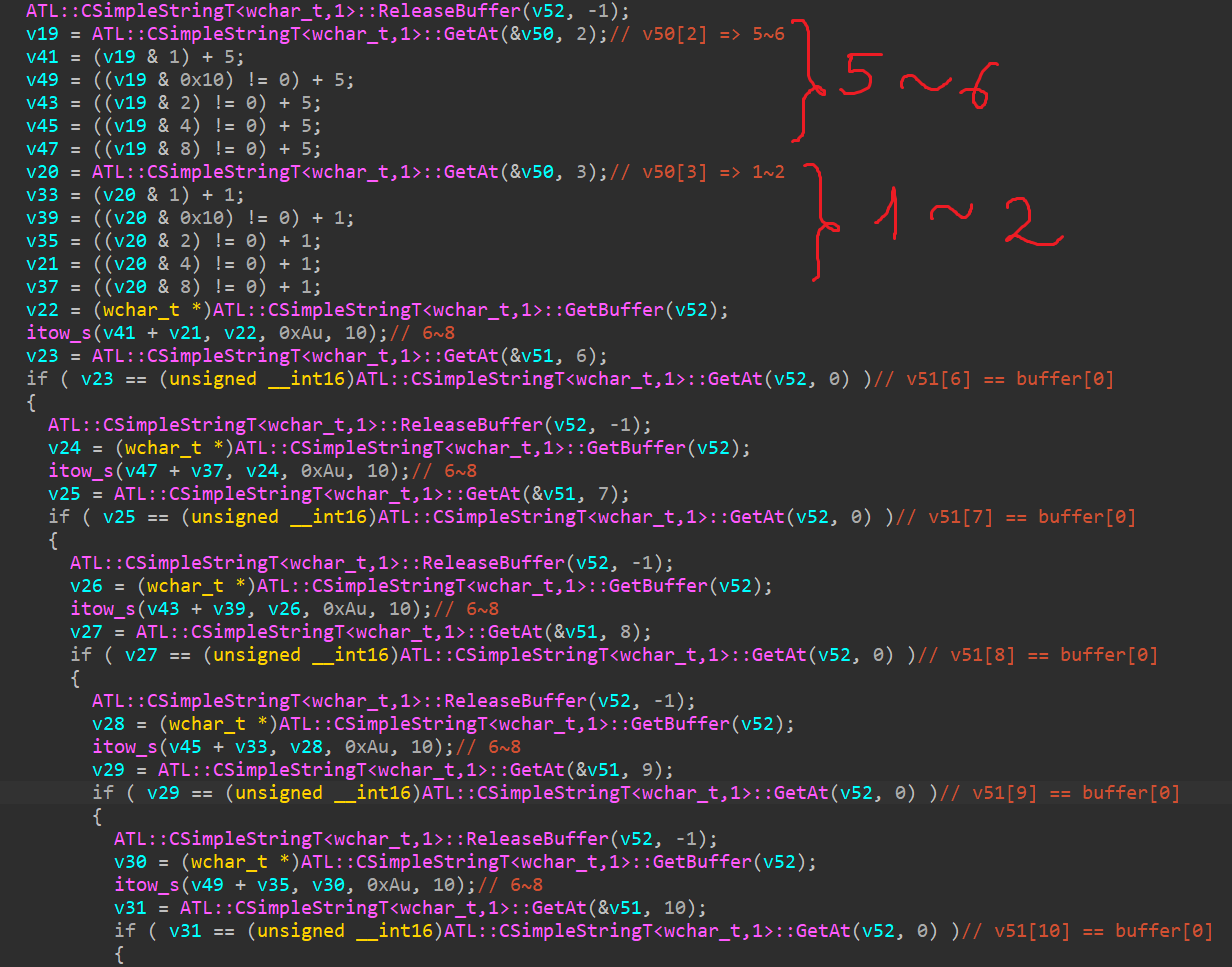 ATL::CSimpleStringT<wchar_t,1>::ReleaseBuffer(v52, -1);
v19 = ATL::CSimpleStringT<wchar_t,1>::GetAt(&v50, 2);// v50[2] => 5~6
v41 = (v19 & 1) + 5;
v49 = ((v19 & 0x10) != 0) + 5;
v43 = ((v19 & 2) != 0) + 5;
v45 = ((v19 & 4) != 0) + 5;
v47 = ((v19 & 8) != 0) + 5;
5~6
v20 = ATL::CSimpleStringT<wchar_t,1>::GetAt(&v50, 3);// v50[3] => 1~2
v33 = (v20 & 1) + 1;
v39 = ((v20 & 0x10) != 0) + 1;
v35 = ((v20 & 2) != 0) + 1;
v21 = ((v20 & 4) != 0) + 1;
v37 = ((v20 & 8) != 0) + 1;
1~2
v22 = (wchar_t *)ATL::CSimpleStringT<wchar_t,1>::GetBuffer(v52);
itow_s(v41 + v21, v22, 0xAu, 10);// 6~8
v23 = ATL::CSimpleStringT<wchar_t,1>::GetAt(&v51, 6);
if ( v23 == (unsigned __int16)ATL::CSimpleStringT<wchar_t,1>::GetAt(v52, 0) )// v51[6] == buffer[0]
{
ATL::CSimpleStringT<wchar_t,1>::ReleaseBuffer(v52, -1);
v24 = (wchar_t *)ATL::CSimpleStringT<wchar_t,1>::GetBuffer(v52);
itow_s(v47 + v37, v24, 0xAu, 10);// 6~8
v25 = ATL::CSimpleStringT<wchar_t,1>::GetAt(&v51, 7);
if ( v25 == (unsigned __int16)ATL::CSimpleStringT<wchar_t,1>::GetAt(v52, 0) )// v51[7] == buffer[0]
{
ATL::CSimpleStringT<wchar_t,1>::ReleaseBuffer(v52, -1);
v26 = (wchar_t *)ATL::CSimpleStringT<wchar_t,1>::GetBuffer(v52);
itow_s(v43 + v39, v26, 0xAu, 10);// 6~8
v27 = ATL::CSimpleStringT<wchar_t,1>::GetAt(&v51, 8);
if ( v27 == (unsigned __int16)ATL::CSimpleStringT<wchar_t,1>::GetAt(v52, 0) )// v51[8] == buffer[0]
{
ATL::CSimpleStringT<wchar_t,1>::ReleaseBuffer(v52, -1);
v28 = (wchar_t *)ATL::CSimpleStringT<wchar_t,1>::GetBuffer(v52);
itow_s(v45 + v33, v28, 0xAu, 10);// 6~8
v29 = ATL::CSimpleStringT<wchar_t,1>::GetAt(&v51, 9);
if ( v29 == (unsigned __int16)ATL::CSimpleStringT<wchar_t,1>::GetAt(v52, 0) )// v51[9] == buffer[0]
{
ATL::CSimpleStringT<wchar_t,1>::ReleaseBuffer(v52, -1);
v30 = (wchar_t *)ATL::CSimpleStringT<wchar_t,1>::GetBuffer(v52);
itow_s(v49 + v35, v30, 0xAu, 10);// 6~8
v31 = ATL::CSimpleStringT<wchar_t,1>::GetAt(&v51, 10);
if ( v31 == (unsigned __int16)ATL::CSimpleStringT<wchar_t,1>::GetAt(v52, 0) )// v51[10] == buffer[0]
{